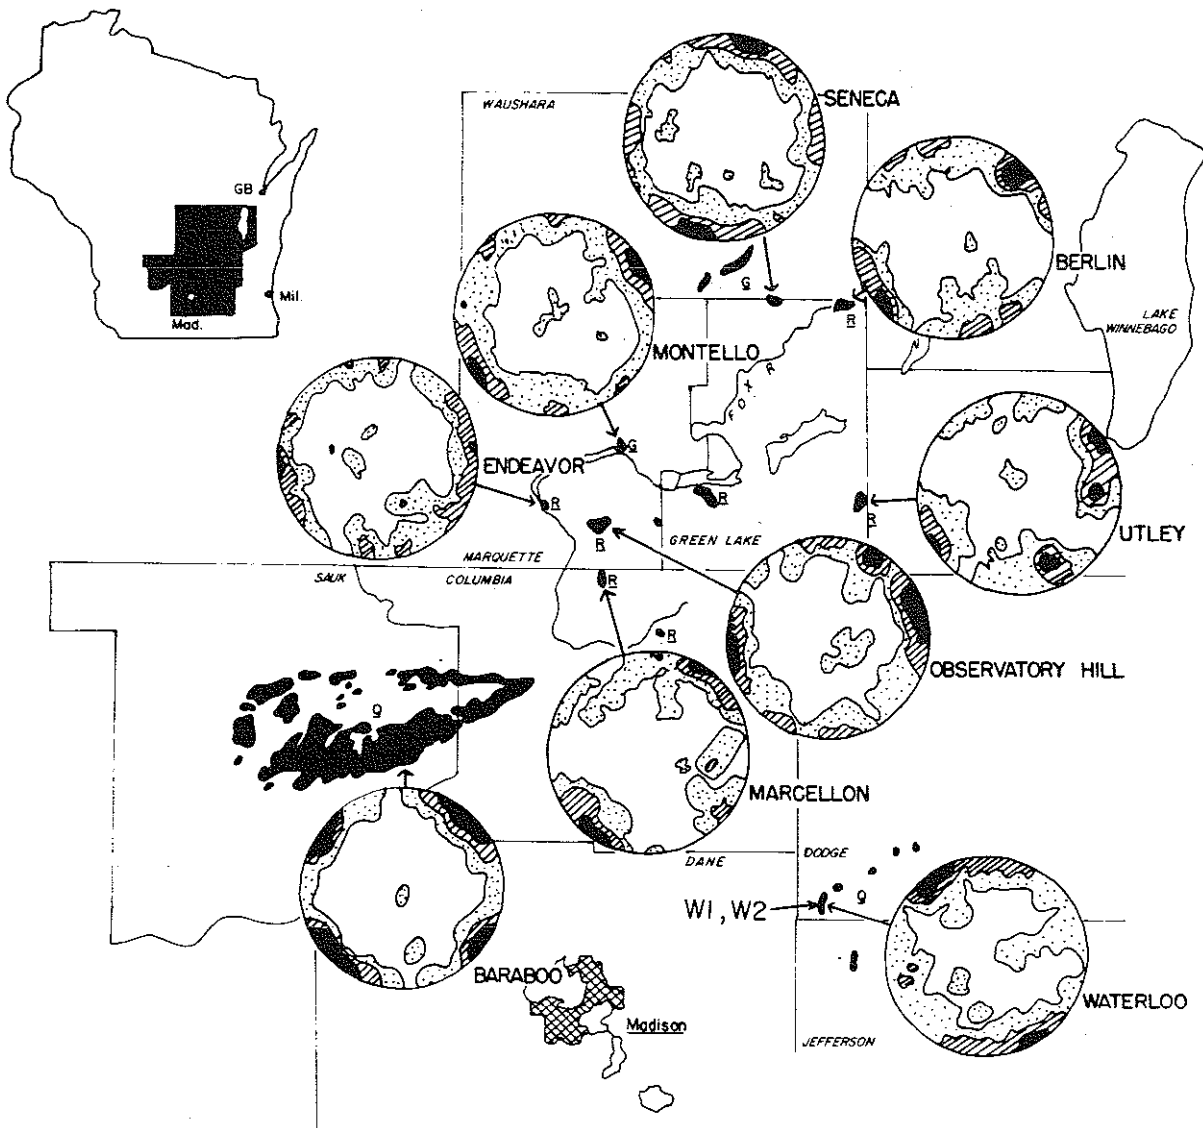 WAUSHARA
SENECA
GB
Mil.
Mad.
BERLIN
LAKE
WINNEBAGO
G
R
MONTELLO
FOX R
G
ENDEAVOR
R
R
R
R
UTLEY
GREEN LAKE
MARQUETTE
SAUK
COLUMBIA
R
R
OBSERVATORY HILL
Q
MARCELLON
DANE
DODGE
Q
W1, W2
BARABOO
Madison
WATERLOO
JEFFERSON